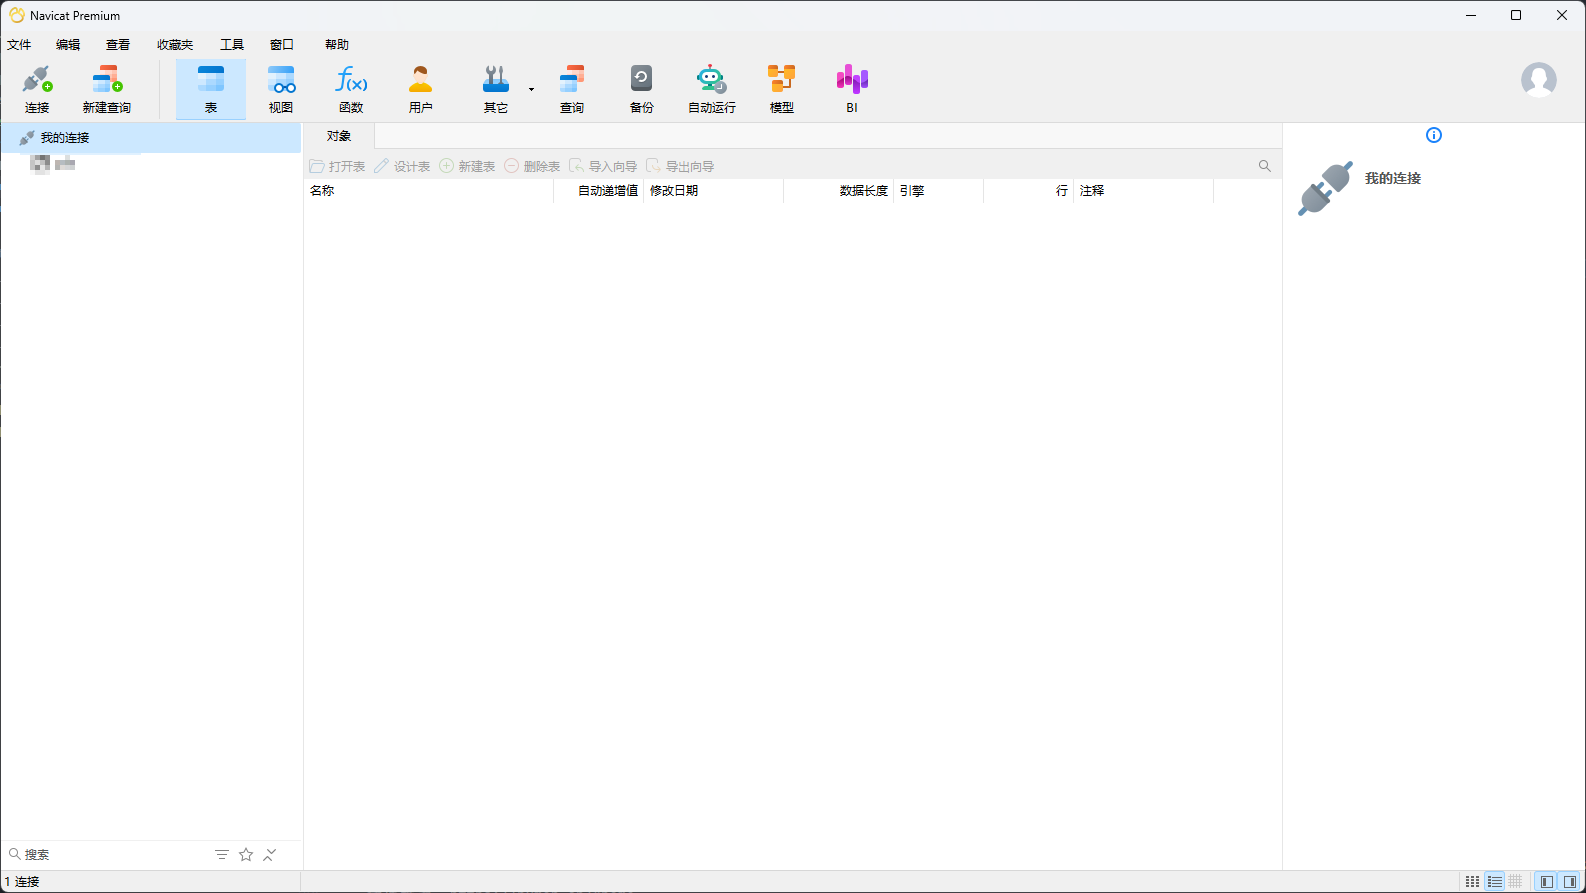 Navicat Premium
文件 编辑 查看 收藏夹 工具 窗口 帮助
连接 新建查询 表 视图 函数 用户 其它 查询 备份 自动运行 模型 BI
我的连接
对象
打开表 设计表 新建表 删除表 导入向导 导出向导
名称 自动递增值 修改日期 数据长度 引擎 行 注释
我的连接
搜索
1 连接